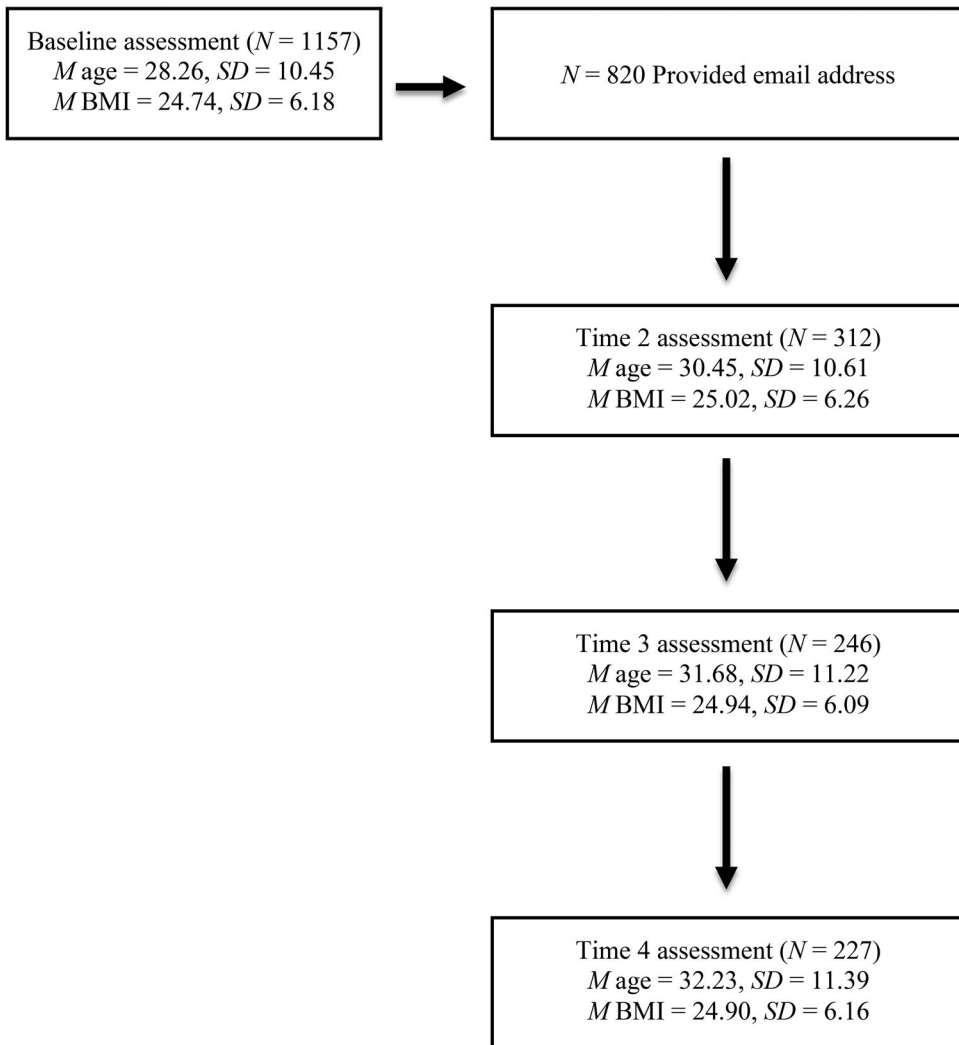 Baseline assessment (N = 1157)
M age = 28.26, SD = 10.45
M BMI = 24.74, SD = 6.18
N = 820 Provided email address
Time 2 assessment (N = 312)
M age = 30.45, SD = 10.61
M BMI = 25.02, SD = 6.26
Time 3 assessment (N = 246)
M age = 31.68, SD = 11.22
M BMI = 24.94, SD = 6.09
Time 4 assessment (N = 227)
M age = 32.23, SD = 11.39
M BMI = 24.90, SD = 6.16